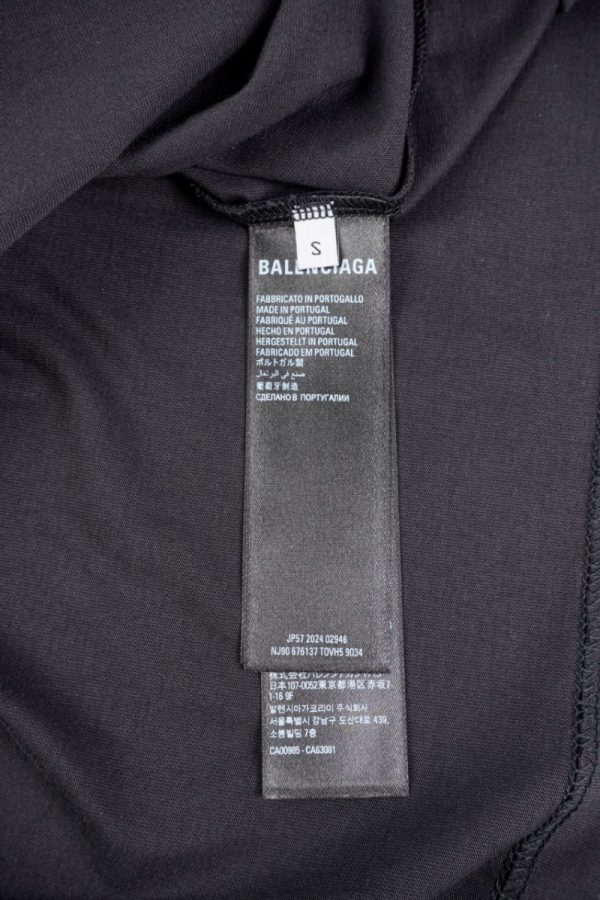 S
BALENCIAGA
FABBRICATO IN PORTOGALLO
MADE IN PORTUGAL
FABRIQUÉ AU PORTUGAL
HECHO EN PORTUGAL
HERGESTELLT IN PORTUGAL
FABRICADO EM PORTUGAL
ポルトガル製
صنع في البرتغال
葡萄牙制造
СДЕЛАНО В ПОРТУГАЛИИ
JP57 2024 02946
NJ90 676137 TOVH5 9034
日本107-0052東京都港区赤坂7-
1-16 9F
발렌시아가코리아 주식회사
서울특별시 강남구 도산대로 439,
소봄빌딩 7층
CA00985 - CA63081